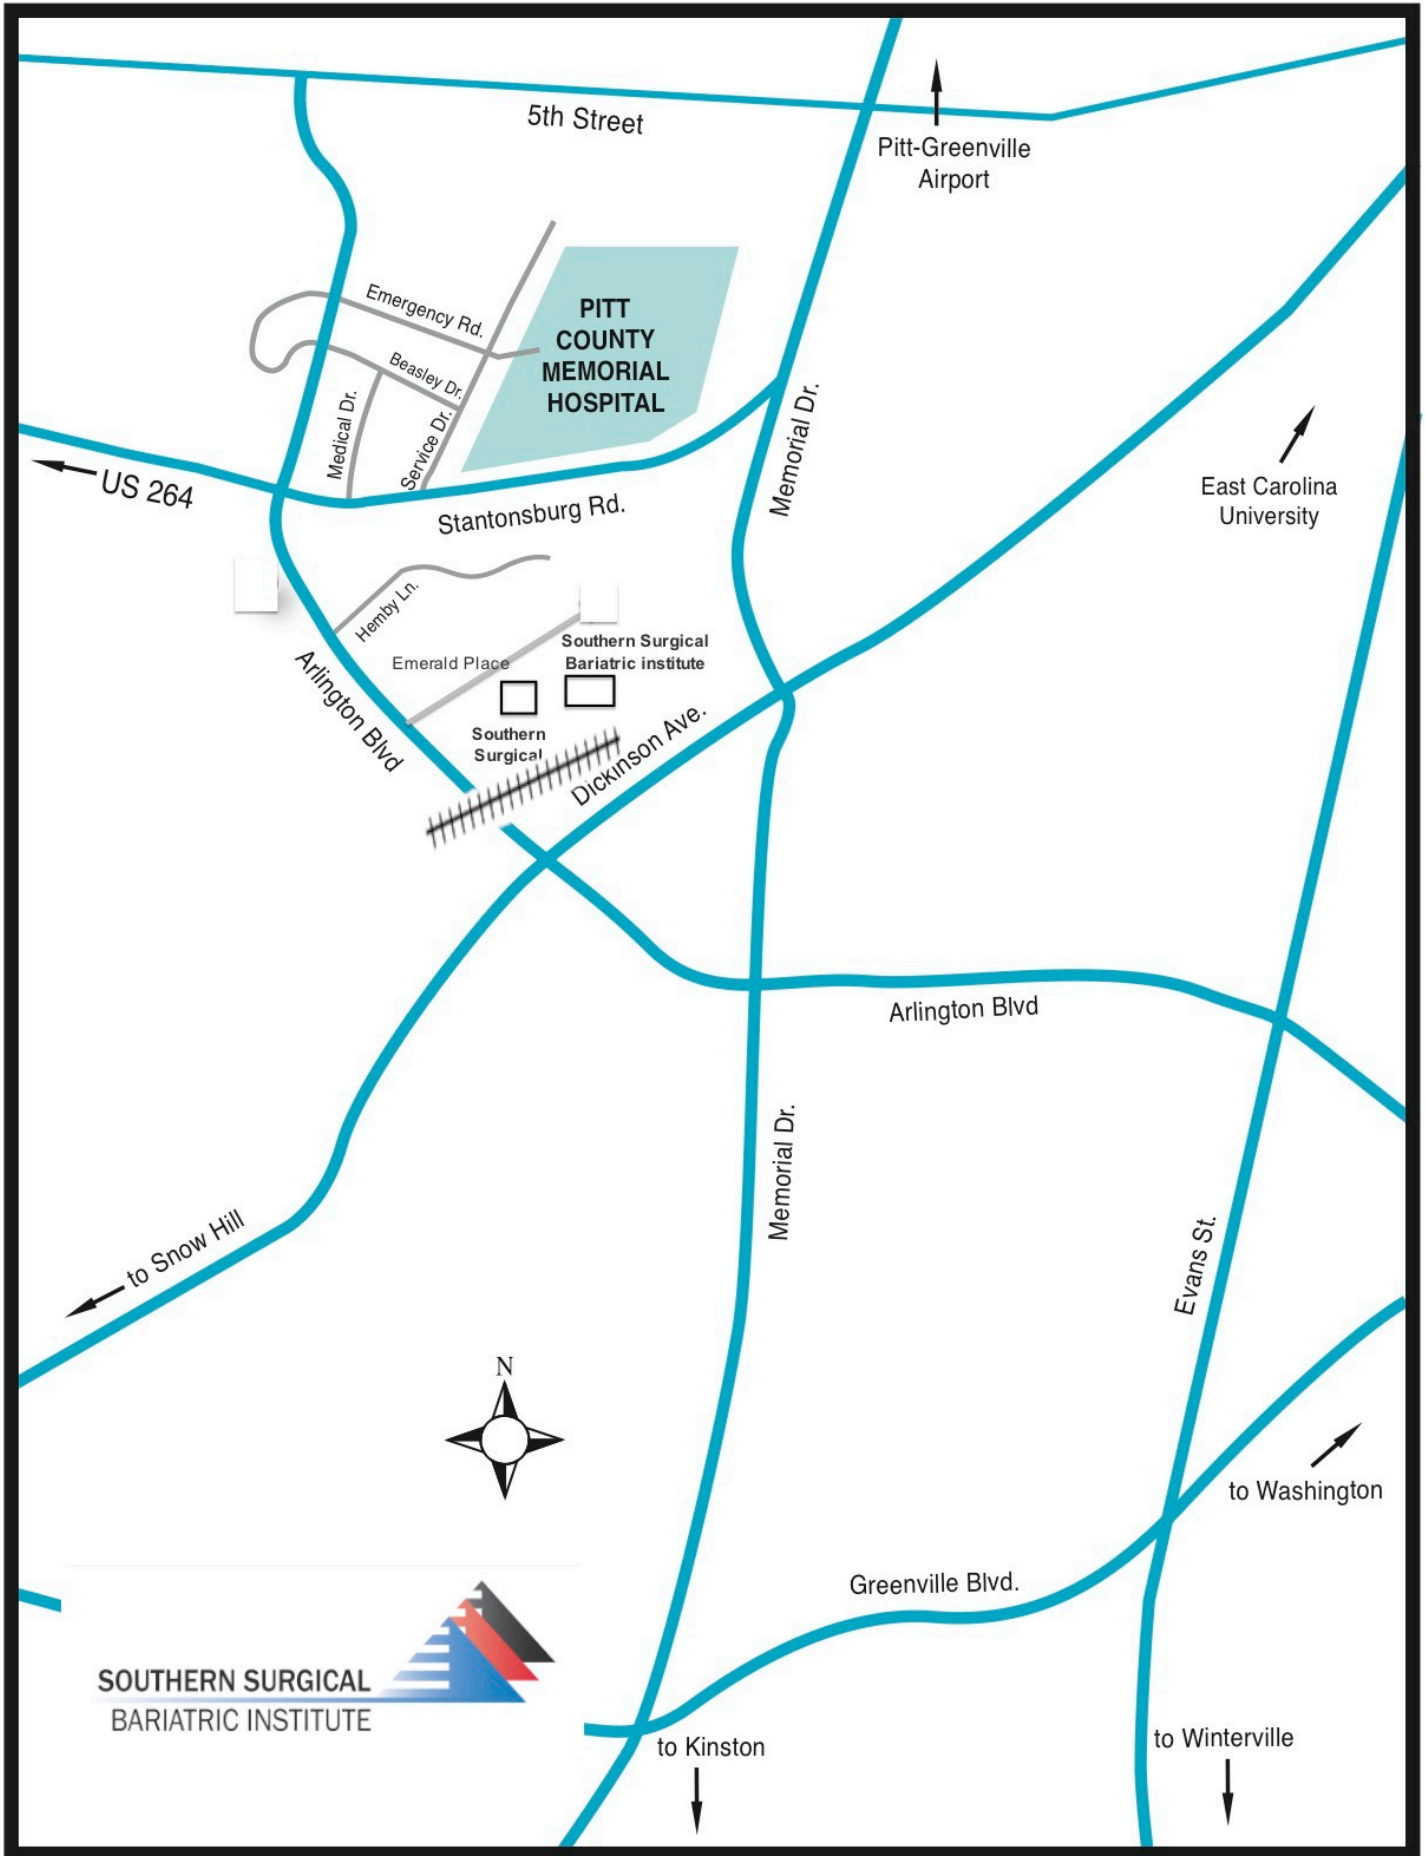 5th Street
Pitt-Greenville
Airport
Emergency Rd.
PITT
COUNTY
MEMORIAL
HOSPITAL
Beasley Dr.
Medical Dr.
Service Dr.
Memorial Dr.
US 264
Stantonsburg Rd.
East Carolina
University
Hemby Ln.
Southern Surgical
Bariatric institute
Emerald Place
Arlington Blvd
Southern
Surgical
Dickinson Ave.
Arlington Blvd
Memorial Dr.
to Snow Hill
Evans St.
N
to Washington
Greenville Blvd.
SOUTHERN SURGICAL
BARIATRIC INSTITUTE
to Kinston
to Winterville